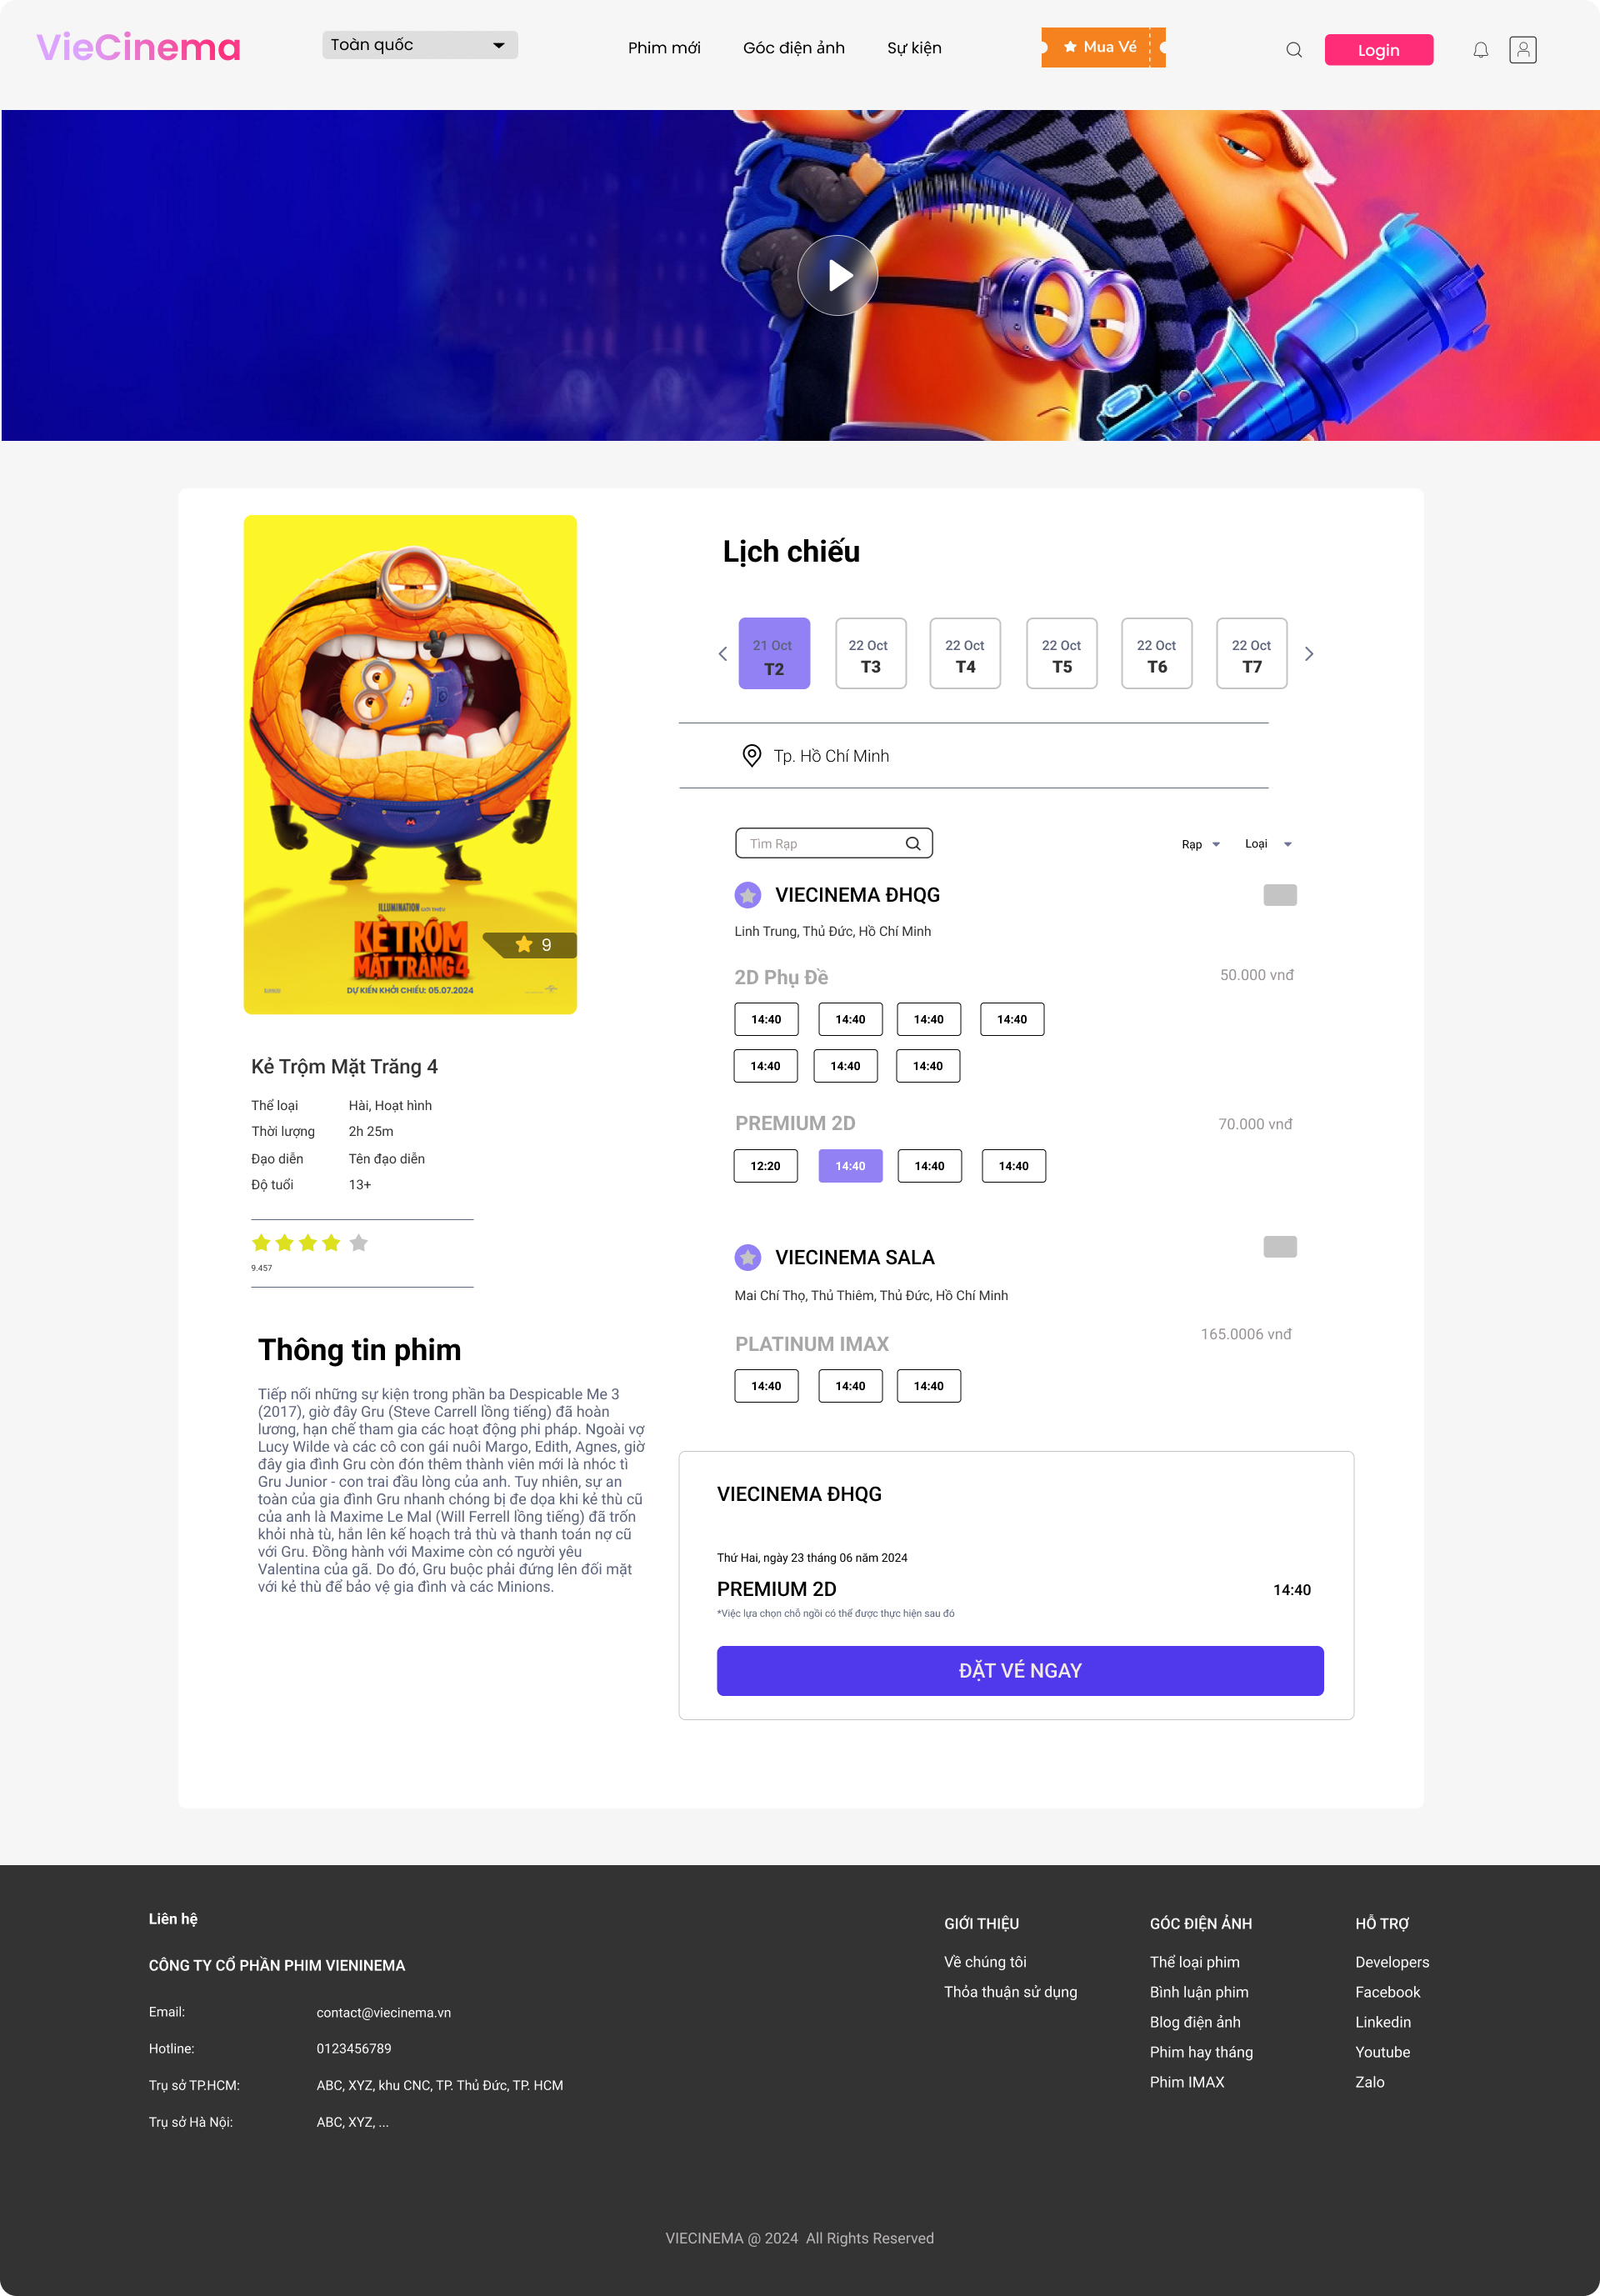 VieCinema
Toàn quốc
Phim mới
Góc điện ảnh
Sự kiện
Mua Vé
Login
ILLUMINATION GIỚI THIỆU
KẺ TRỘM
MẶT TRĂNG 4
9
DỰ KIẾN KHỞI CHIẾU: 05.07.2024
Kẻ Trộm Mặt Trăng 4
Thể loại Hài, Hoạt hình
Thời lượng 2h 25m
Đạo diễn Tên đạo diễn
Độ tuổi 13+
9.457
Thông tin phim
Tiếp nối những sự kiện trong phần ba Despicable Me 3
(2017), giờ đây Gru (Steve Carrell lồng tiếng) đã hoàn
lương, hạn chế tham gia các hoạt động phi pháp. Ngoài vợ
Lucy Wilde và các cô con gái nuôi Margo, Edith, Agnes, giờ
đây gia đình Gru còn đón thêm thành viên mới là nhóc tì
Gru Junior - con trai đầu lòng của anh. Tuy nhiên, sự an
toàn của gia đình Gru nhanh chóng bị đe dọa khi kẻ thù cũ
của anh là Maxime Le Mal (Will Ferrell lồng tiếng) đã trốn
khỏi nhà tù, hắn lên kế hoạch trả thù và thanh toán nợ cũ
với Gru. Đồng hành với Maxime còn có người yêu
Valentina của gã. Do đó, Gru buộc phải đứng lên đối mặt
với kẻ thù để bảo vệ gia đình và các Minions.
Lịch chiếu
21 Oct 22 Oct 22 Oct 22 Oct 22 Oct 22 Oct
T2 T3 T4 T5 T6 T7
Tp. Hồ Chí Minh
Tìm Rạp
Rạp
Loại
VIECINEMA ĐHQG
Linh Trung, Thủ Đức, Hồ Chí Minh
2D Phụ Đề 50.000 vnđ
14:40 14:40 14:40 14:40
14:40 14:40 14:40
PREMIUM 2D 70.000 vnđ
12:20 14:40 14:40 14:40
VIECINEMA SALA
Mai Chí Thọ, Thủ Thiêm, Thủ Đức, Hồ Chí Minh
PLATINUM IMAX 165.0006 vnđ
14:40 14:40 14:40
VIECINEMA ĐHQG
Thứ Hai, ngày 23 tháng 06 năm 2024
PREMIUM 2D 14:40
*Việc lựa chọn chỗ ngồi có thể được thực hiện sau đó
ĐẶT VÉ NGAY
Liên hệ
CÔNG TY CỔ PHẦN PHIM VIENINEMA
Email: contact@viecinema.vn
Hotline: 0123456789
Trụ sở TP.HCM: ABC, XYZ, khu CNC, TP. Thủ Đức, TP. HCM
Trụ sở Hà Nội: ABC, XYZ, ...
GIỚI THIỆU
Về chúng tôi
Thỏa thuận sử dụng
GÓC ĐIỆN ẢNH
Thể loại phim
Bình luận phim
Blog điện ảnh
Phim hay tháng
Phim IMAX
HỖ TRỢ
Developers
Facebook
Linkedin
Youtube
Zalo
VIECINEMA @ 2024 All Rights Reserved